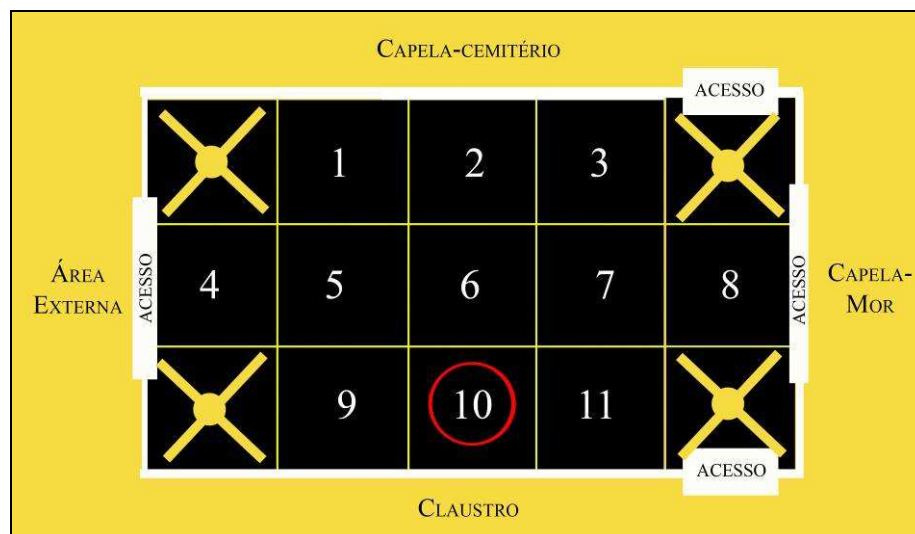 CAPELA-CEMITÉRIO
ACESSO
1 2 3
ÁREA EXTERNA
ACESSO
4 5 6 7 8
ACESSO
CAPELA-MOR
9 10 11
ACESSO
CLAUSTRO